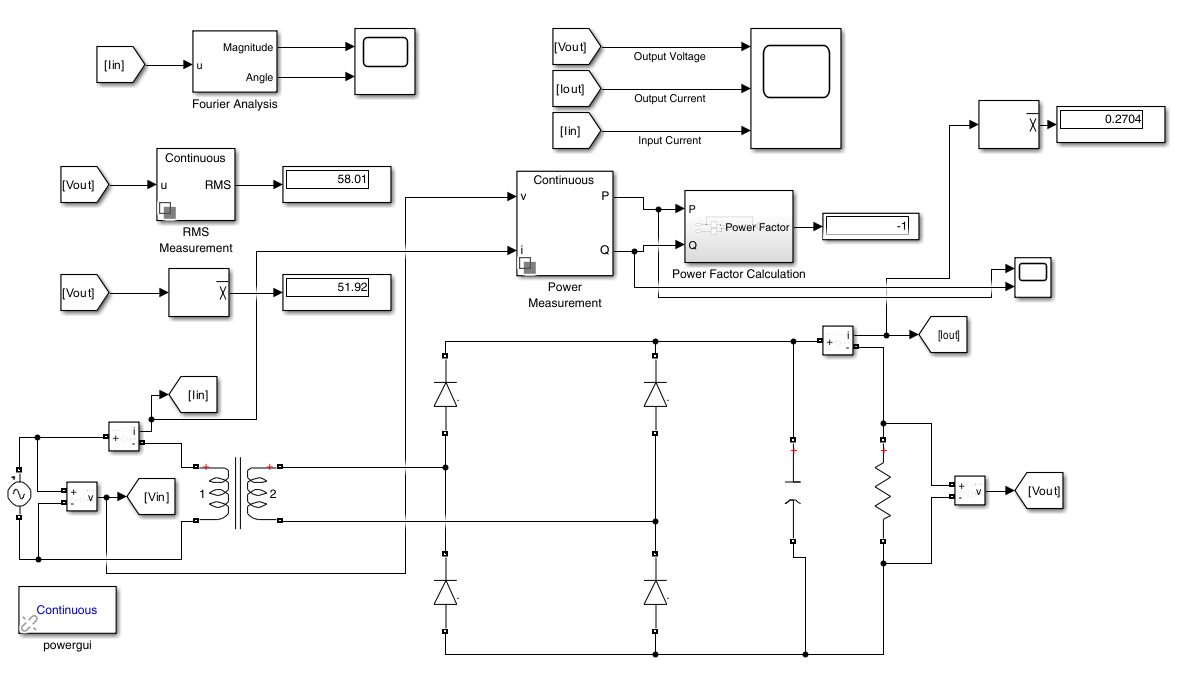 [Iin]
u
Magnitude
Angle
Fourier Analysis
[Vout]
Output Voltage
[Iout]
Output Current
[Iin]
Input Current
X
0.2704
[Vout]
Continuous
u
RMS
RMS
Measurement
58.01
Continuous
v
P
i
Q
Power
Measurement
P
Power Factor
Q
Power Factor Calculation
-1
[Vout]
X
51.92
i
+
-
[Iout]
[Iin]
i
+
-
+
-
v
[Vin]
+
1
+
2
+
+
+
-
v
[Vout]
Continuous
powergui